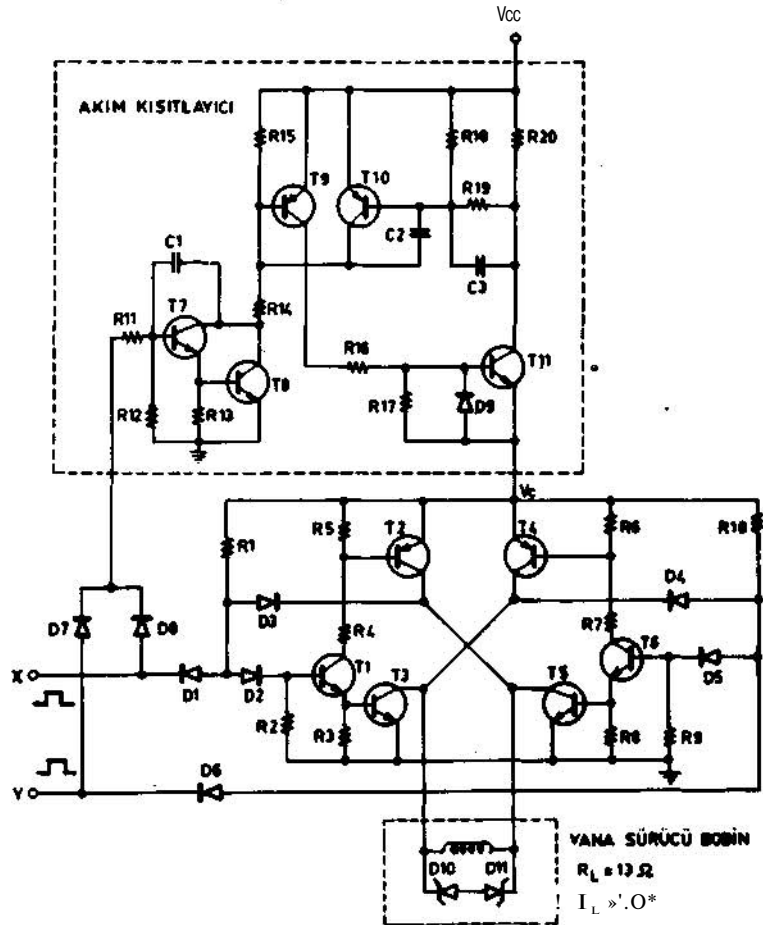 Vcc
AKIM KISITLAYICI
R15
R18
R20
T9
T10
R19
C2
C3
C1
R14
T7
R11
T8
R16
T11
R12
R13
R17
D9
Vc
R5
T2
T4
R6
R10
R1
D3
D4
D7
D8
R4
R7
T6
X
D1
D2
T1
T3
T5
D5
R2
R3
R8
R9
Y
D6
VANA SÜRÜCÜ BOBİN
D10
D11
R_L = 13 Ω
I_L »'.O*